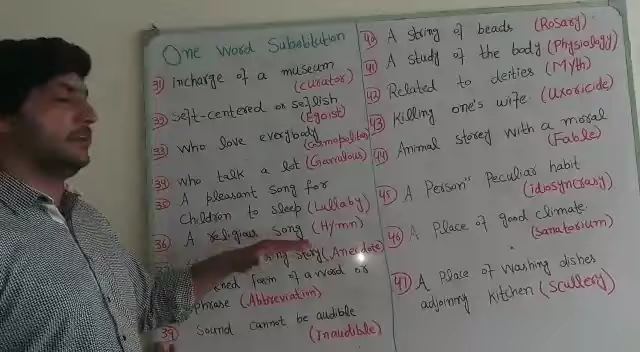 One Word Substitution
31) incharge of a museum
(Curator)
32) Self-centered or selfish
(Egoist)
33) who love everybody
(Cosmopolitan)
34) who talk a lot (Garrulous)
35) A pleasant song for
children to sleep (Lullaby)
36) A religious song (Hymn)
story (Anecdote)
form of a word or
phrase (Abbreviation)
39) Sound cannot be audible
(Inaudible)
40) A string of beads (Rosary)
41) A study of the body (Physiology)
42) Related to deities (Myth)
43) Killing one's wife (Uxoricide)
44) Animal storey with a moral
(Fable)
45) A Person's Peculiar habit
(idiosyncrasy)
46) A Place of good climate
(Sanatorium)
47) A Place of washing dishes
adjoining kitchen (Scullery)